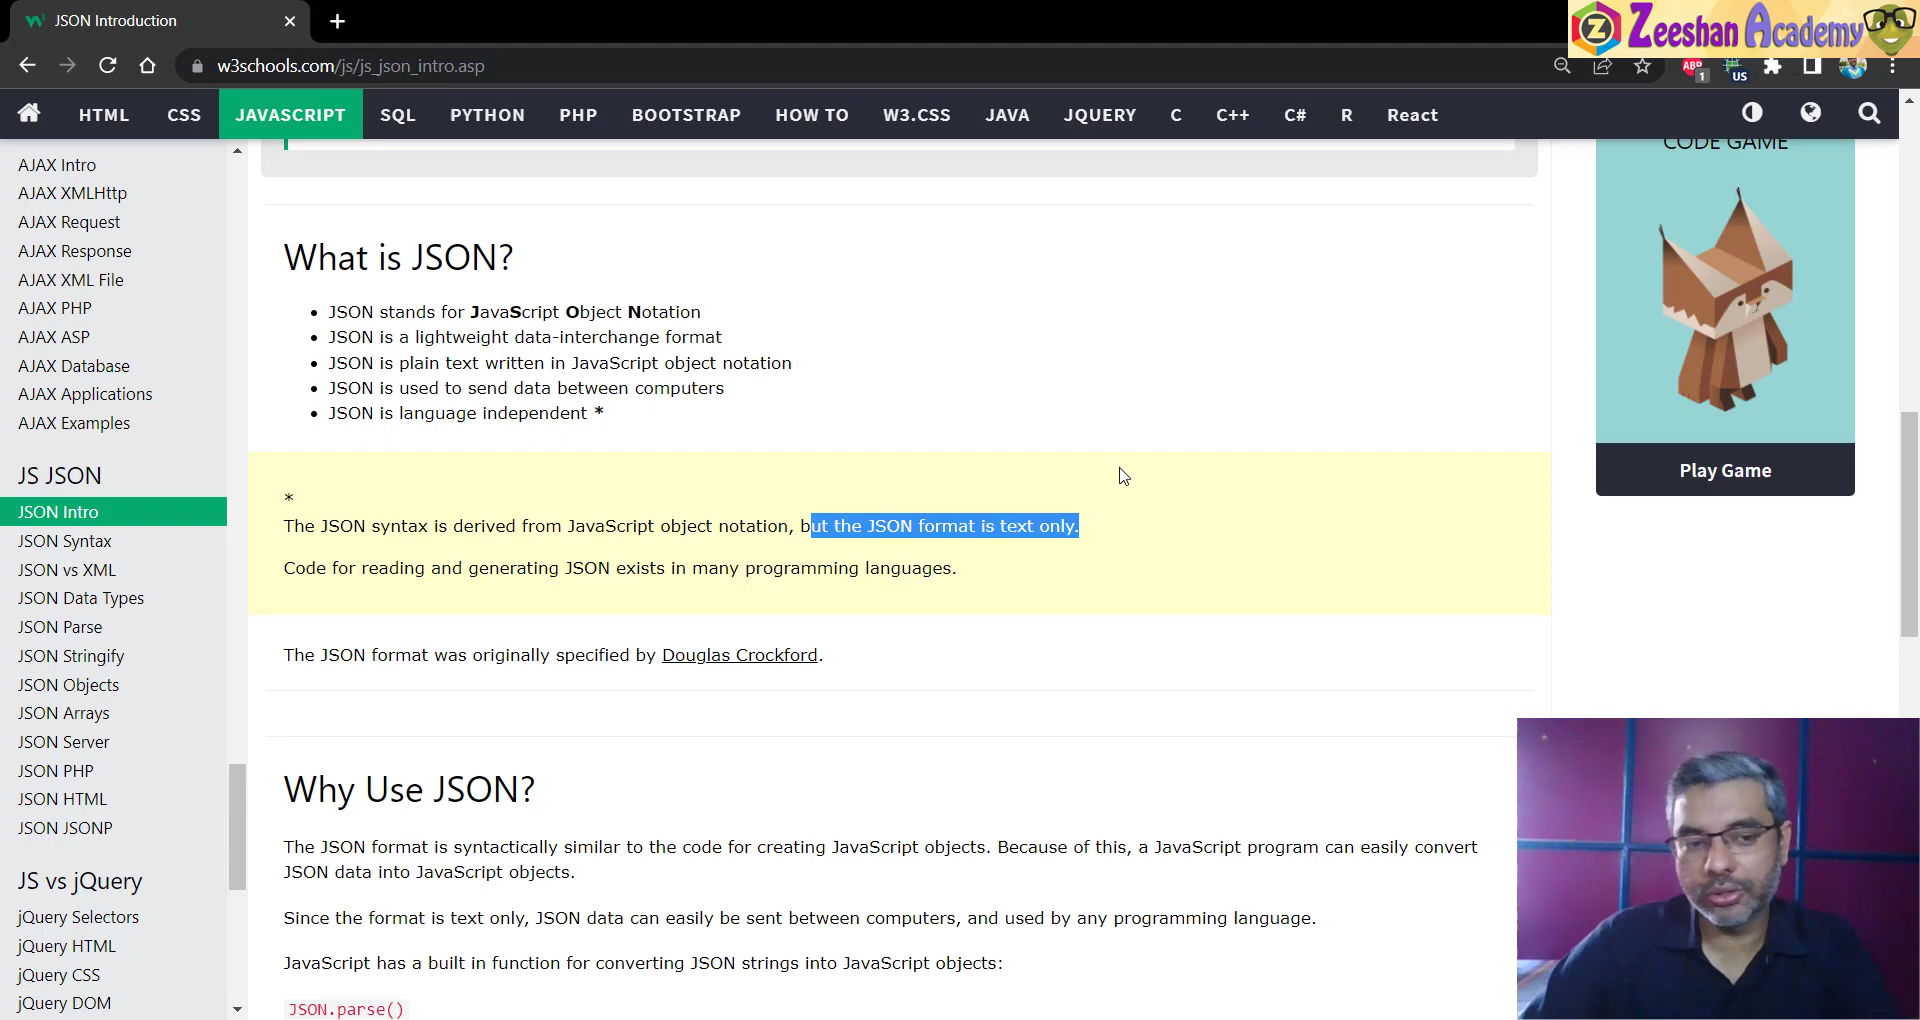 JSON Introduction
Zeeshan Academy
w3schools.com/js/js_json_intro.asp
ABP
1
US
HTML
CSS
JAVASCRIPT
SQL
PYTHON
PHP
BOOTSTRAP
HOW TO
W3.CSS
JAVA
JQUERY
C
C++
C#
R
React
AJAX Intro
AJAX XMLHttp
AJAX Request
AJAX Response
AJAX XML File
AJAX PHP
AJAX ASP
AJAX Database
AJAX Applications
AJAX Examples
JS JSON
JSON Intro
JSON Syntax
JSON vs XML
JSON Data Types
JSON Parse
JSON Stringify
JSON Objects
JSON Arrays
JSON Server
JSON PHP
JSON HTML
JSON JSONP
JS vs jQuery
jQuery Selectors
jQuery HTML
jQuery CSS
jQuery DOM
What is JSON?
JSON stands for JavaScript Object Notation
JSON is a lightweight data-interchange format
JSON is plain text written in JavaScript object notation
JSON is used to send data between computers
JSON is language independent *
*
The JSON syntax is derived from JavaScript object notation, but the JSON format is text only.
Code for reading and generating JSON exists in many programming languages.
The JSON format was originally specified by Douglas Crockford.
Why Use JSON?
The JSON format is syntactically similar to the code for creating JavaScript objects. Because of this, a JavaScript program can easily convert
JSON data into JavaScript objects.
Since the format is text only, JSON data can easily be sent between computers, and used by any programming language.
JavaScript has a built in function for converting JSON strings into JavaScript objects:
JSON.parse()
CODE GAME
Play Game